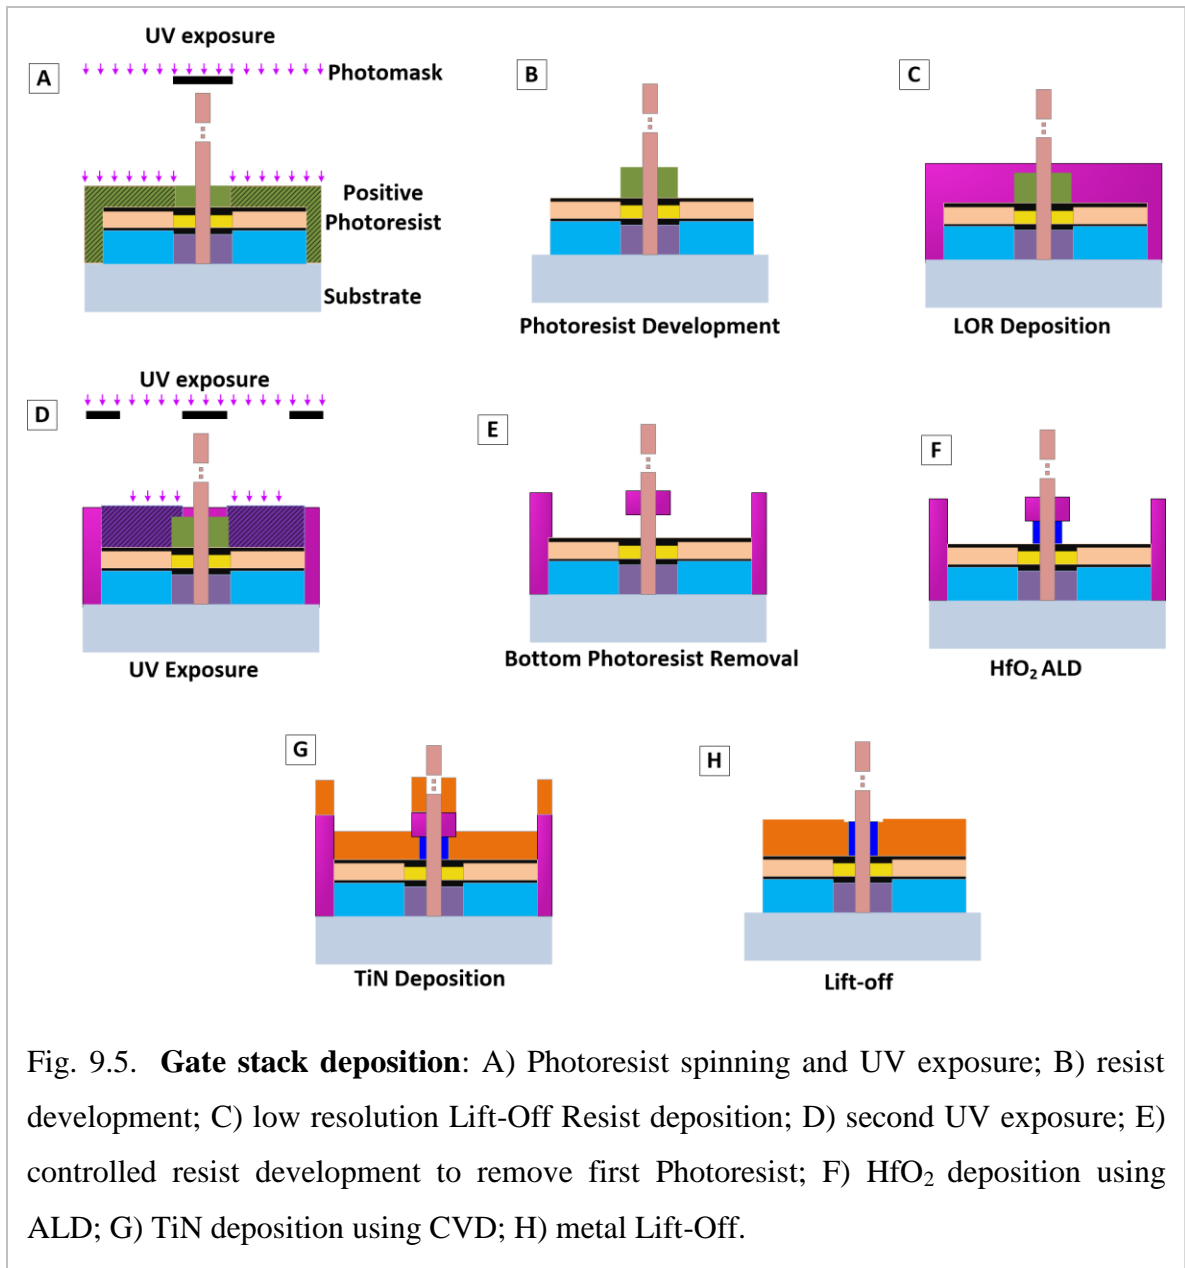 UV exposure
A
Photomask
Positive
Photoresist
Substrate
B
Photoresist Development
C
LOR Deposition
UV exposure
D
UV Exposure
E
Bottom Photoresist Removal
F
HfO₂ ALD
G
TiN Deposition
H
Lift-off
Fig. 9.5. Gate stack deposition: A) Photoresist spinning and UV exposure; B) resist
development; C) low resolution Lift-Off Resist deposition; D) second UV exposure; E)
controlled resist development to remove first Photoresist; F) HfO₂ deposition using
ALD; G) TiN deposition using CVD; H) metal Lift-Off.